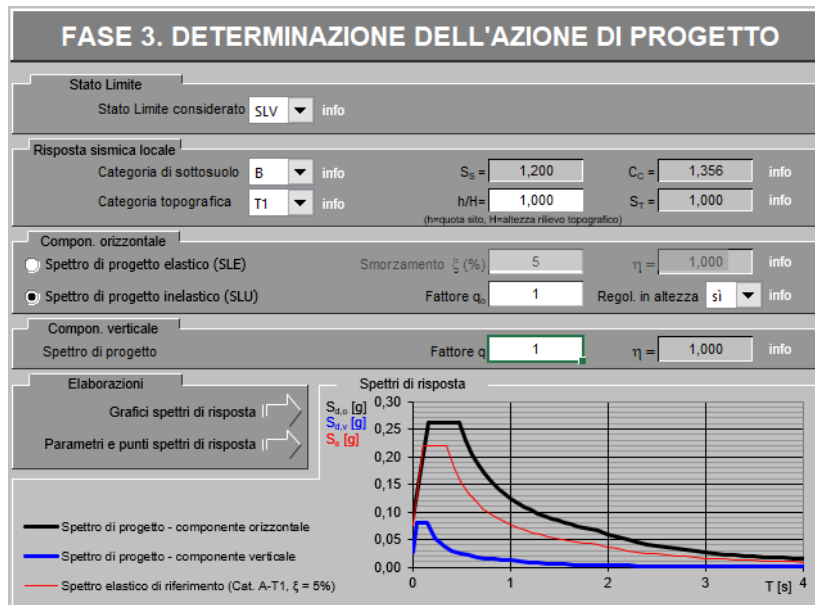 FASE 3. DETERMINAZIONE DELL'AZIONE DI PROGETTO
Stato Limite
Stato Limite considerato SLV info
Risposta sismica locale
Categoria di sottosuolo B info S_S = 1,200 C_C = 1,356 info
Categoria topografica T1 info h/H= 1,000 S_T = 1,000 info
(h=quota sito, H=altezza rilievo topografico)
Compon. orizzontale
Spettro di progetto elastico (SLE) Smorzamento ξ (%) 5 η = 1,000 info
Spettro di progetto inelastico (SLU) Fattore q_o 1 Regol. in altezza sì info
Compon. verticale
Spettro di progetto Fattore q 1 η = 1,000 info
Elaborazioni
Grafici spettri di risposta
Parametri e punti spettri di risposta
Spettri di risposta
S_d,o [g]
S_d,v [g]
S_e [g]
0,30
0,25
0,20
0,15
0,10
0,05
0,00
0 1 2 3 T [s] 4
Spettro di progetto - componente orizzontale
Spettro di progetto - componente verticale
Spettro elastico di riferimento (Cat. A-T1, ξ = 5%)